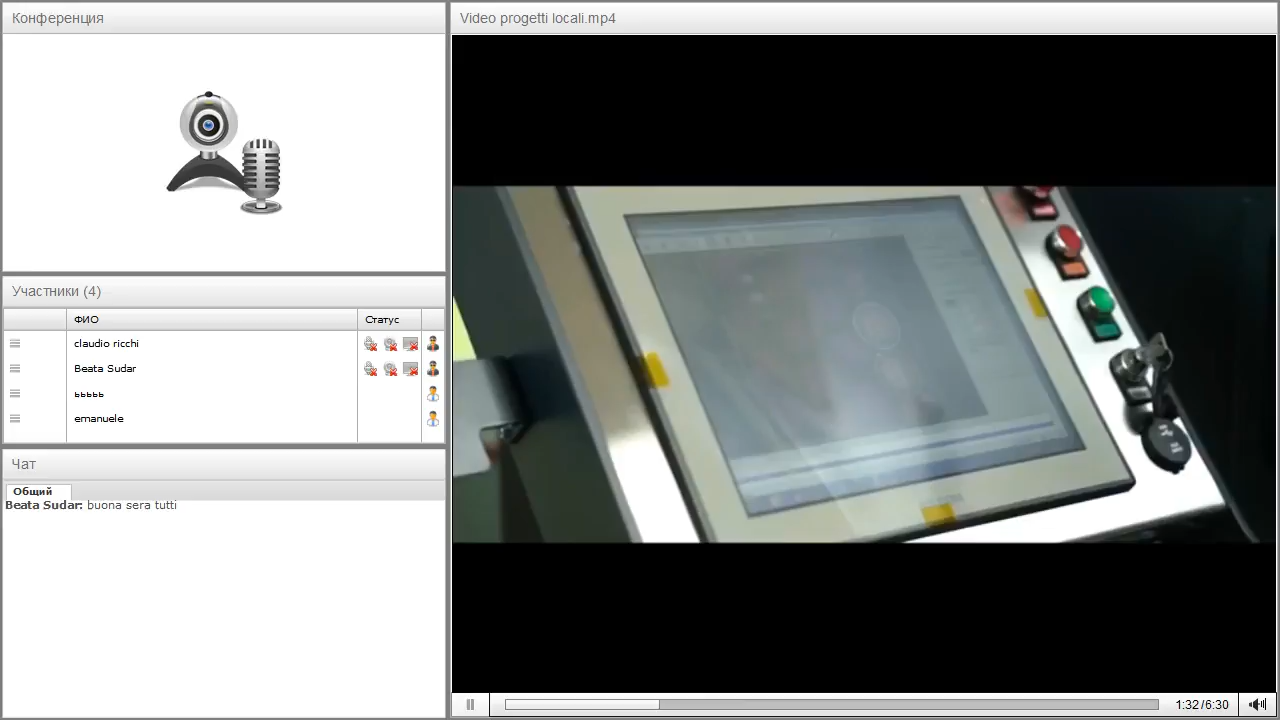 Конференция
Video progetti locali.mp4
Участники (4)
ФИО
Статус
claudio ricchi
Beata Sudar
ььььь
emanuele
Чат
Общий
Beata Sudar: buona sera tutti
1:32/6:30